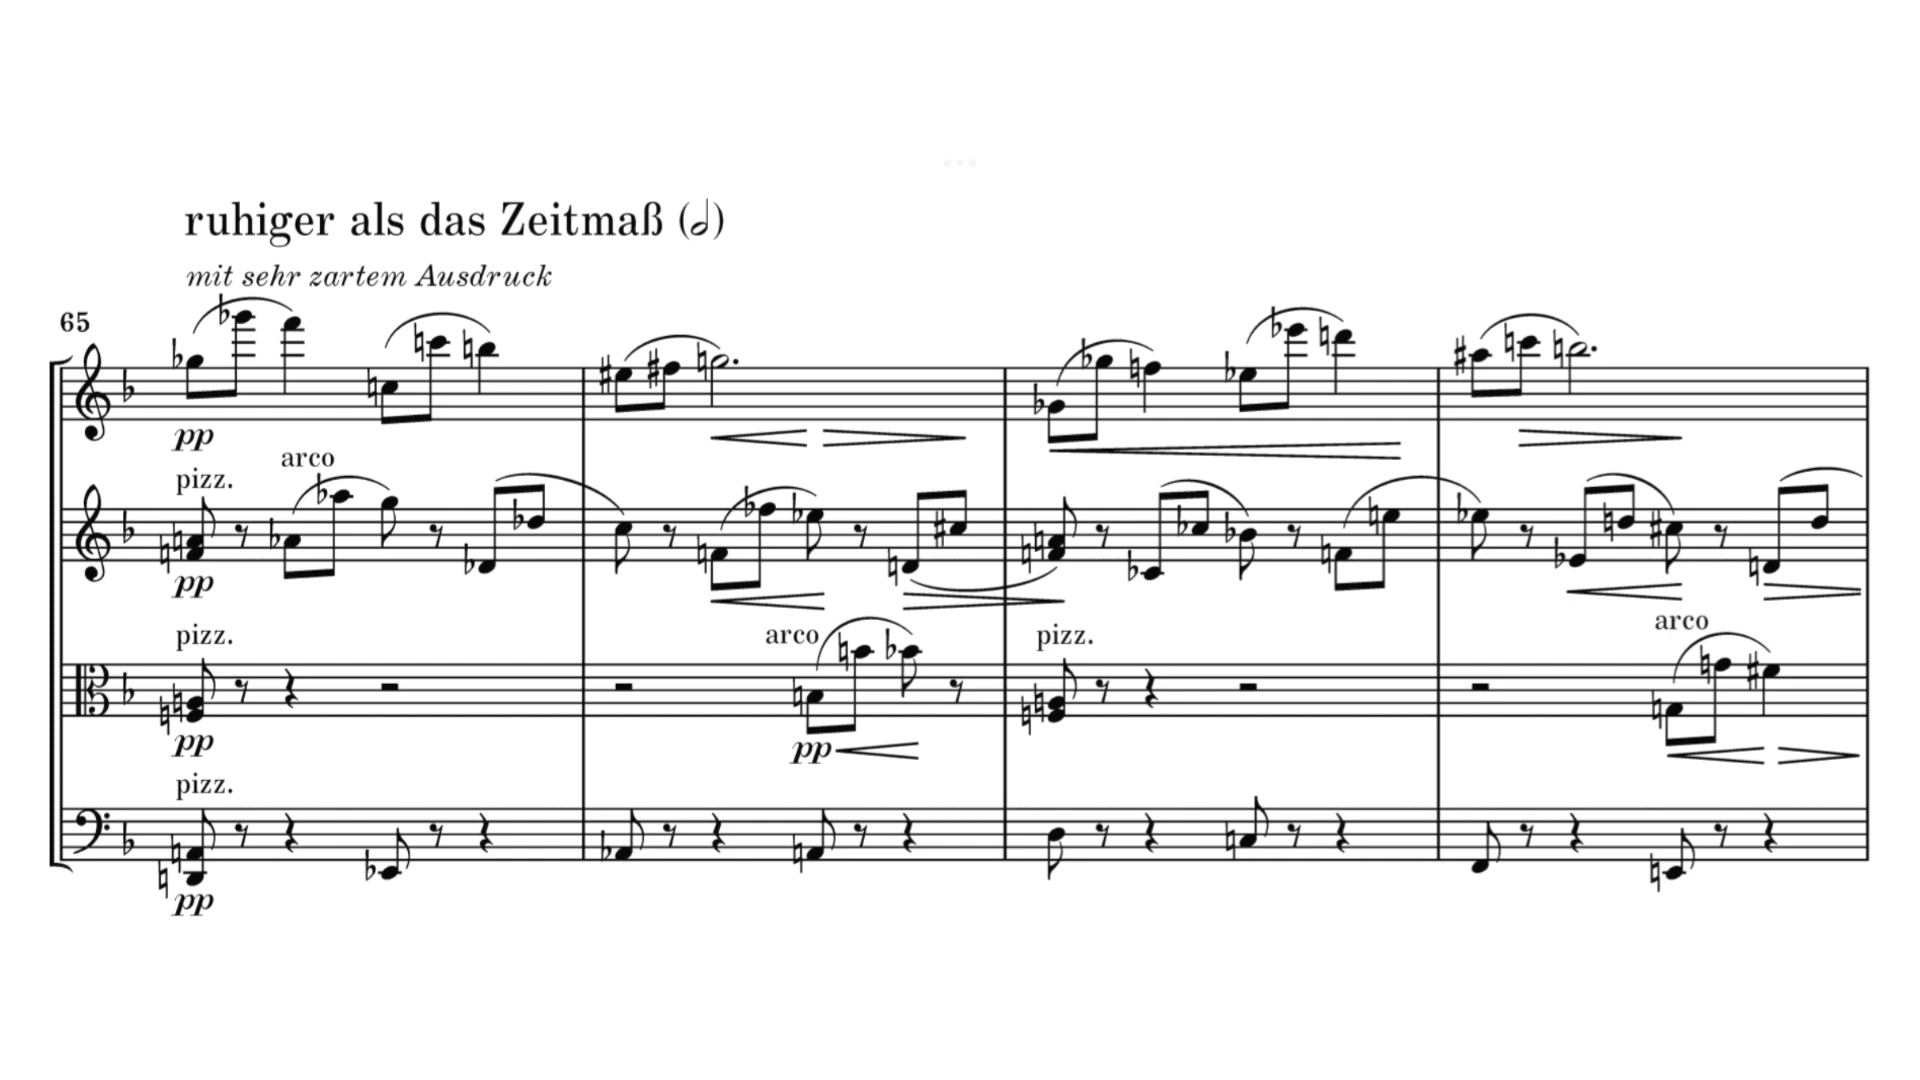 ruhiger als das Zeitmaß (𝅗𝅥)
mit sehr zartem Ausdruck
65
pp
arco
pizz.
pp
pizz.
arco
pizz.
arco
pp
pp
pizz.
pp